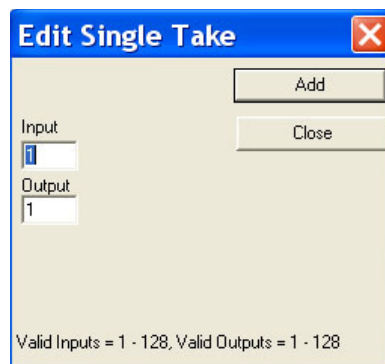 Edit Single Take
Add
Input
Close
1
Output
1
Valid Inputs = 1 - 128, Valid Outputs = 1 - 128